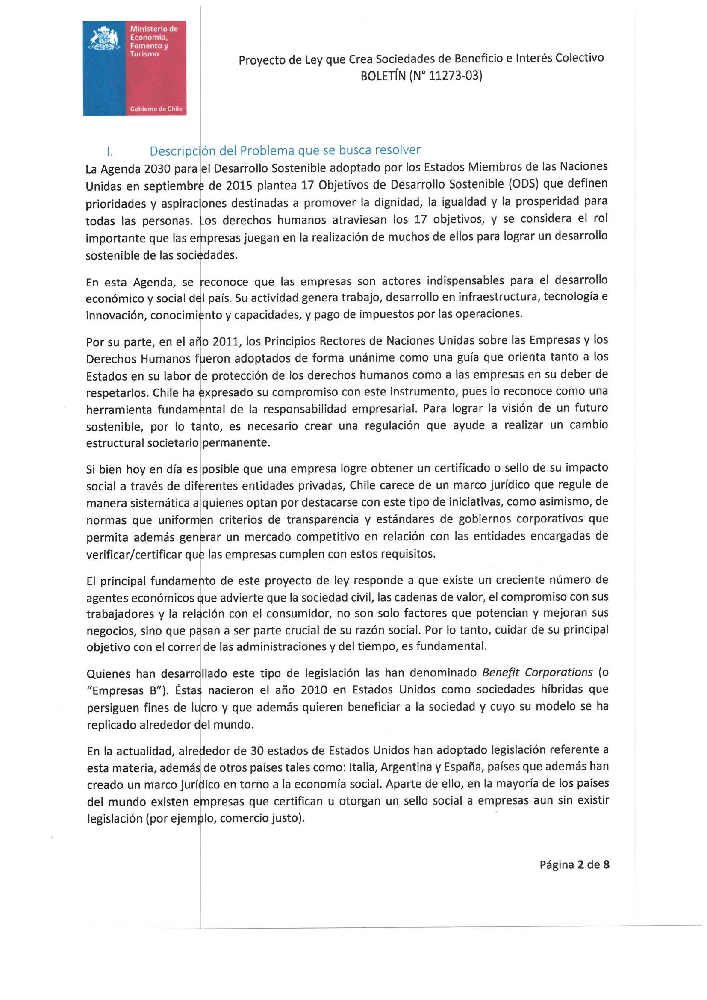 Ministerio de
Economía,
Fomento y
Turismo
Gobierno de Chile
Proyecto de Ley que Crea Sociedades de Beneficio e Interés Colectivo
BOLETÍN (N° 11273-03)
I. Descripción del Problema que se busca resolver
La Agenda 2030 para el Desarrollo Sostenible adoptado por los Estados Miembros de las Naciones
Unidas en septiembre de 2015 plantea 17 Objetivos de Desarrollo Sostenible (ODS) que definen
prioridades y aspiraciones destinadas a promover la dignidad, la igualdad y la prosperidad para
todas las personas. Los derechos humanos atraviesan los 17 objetivos, y se considera el rol
importante que las empresas juegan en la realización de muchos de ellos para lograr un desarrollo
sostenible de las sociedades.
En esta Agenda, se reconoce que las empresas son actores indispensables para el desarrollo
económico y social del país. Su actividad genera trabajo, desarrollo en infraestructura, tecnología e
innovación, conocimiento y capacidades, y pago de impuestos por las operaciones.
Por su parte, en el año 2011, los Principios Rectores de Naciones Unidas sobre las Empresas y los
Derechos Humanos fueron adoptados de forma unánime como una guía que orienta tanto a los
Estados en su labor de protección de los derechos humanos como a las empresas en su deber de
respetarlos. Chile ha expresado su compromiso con este instrumento, pues lo reconoce como una
herramienta fundamental de la responsabilidad empresarial. Para lograr la visión de un futuro
sostenible, por lo tanto, es necesario crear una regulación que ayude a realizar un cambio
estructural societario permanente.
Si bien hoy en día es posible que una empresa logre obtener un certificado o sello de su impacto
social a través de diferentes entidades privadas, Chile carece de un marco jurídico que regule de
manera sistemática a quienes optan por destacarse con este tipo de iniciativas, como asimismo, de
normas que uniformen criterios de transparencia y estándares de gobiernos corporativos que
permita además generar un mercado competitivo en relación con las entidades encargadas de
verificar/certificar que las empresas cumplen con estos requisitos.
El principal fundamento de este proyecto de ley responde a que existe un creciente número de
agentes económicos que advierte que la sociedad civil, las cadenas de valor, el compromiso con sus
trabajadores y la relación con el consumidor, no son solo factores que potencian y mejoran sus
negocios, sino que pasan a ser parte crucial de su razón social. Por lo tanto, cuidar de su principal
objetivo con el correr de las administraciones y del tiempo, es fundamental.
Quienes han desarrollado este tipo de legislación las han denominado Benefit Corporations (o
“Empresas B”). Éstas nacieron el año 2010 en Estados Unidos como sociedades híbridas que
persiguen fines de lucro y que además quieren beneficiar a la sociedad y cuyo su modelo se ha
replicado alrededor del mundo.
En la actualidad, alrededor de 30 estados de Estados Unidos han adoptado legislación referente a
esta materia, además de otros países tales como: Italia, Argentina y España, países que además han
creado un marco jurídico en torno a la economía social. Aparte de ello, en la mayoría de los países
del mundo existen empresas que certifican u otorgan un sello social a empresas aun sin existir
legislación (por ejemplo, comercio justo).
Página 2 de 8